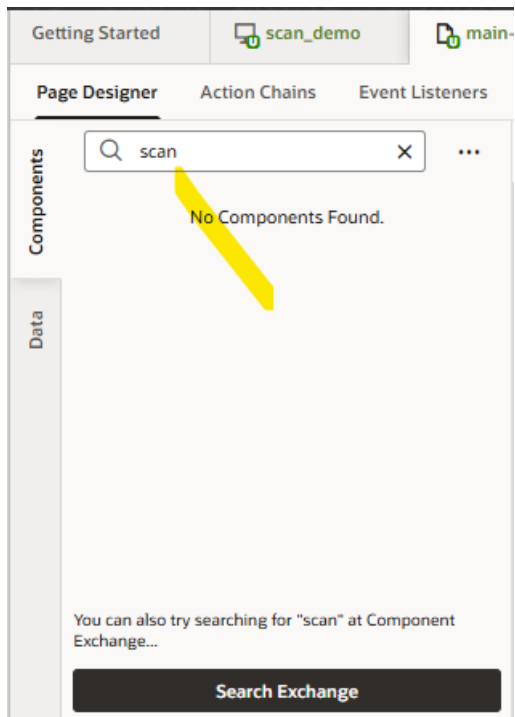 Getting Started
scan_demo
main-
Page Designer
Action Chains
Event Listeners
Components
Data
scan
No Components Found.
You can also try searching for "scan" at Component
Exchange...
Search Exchange